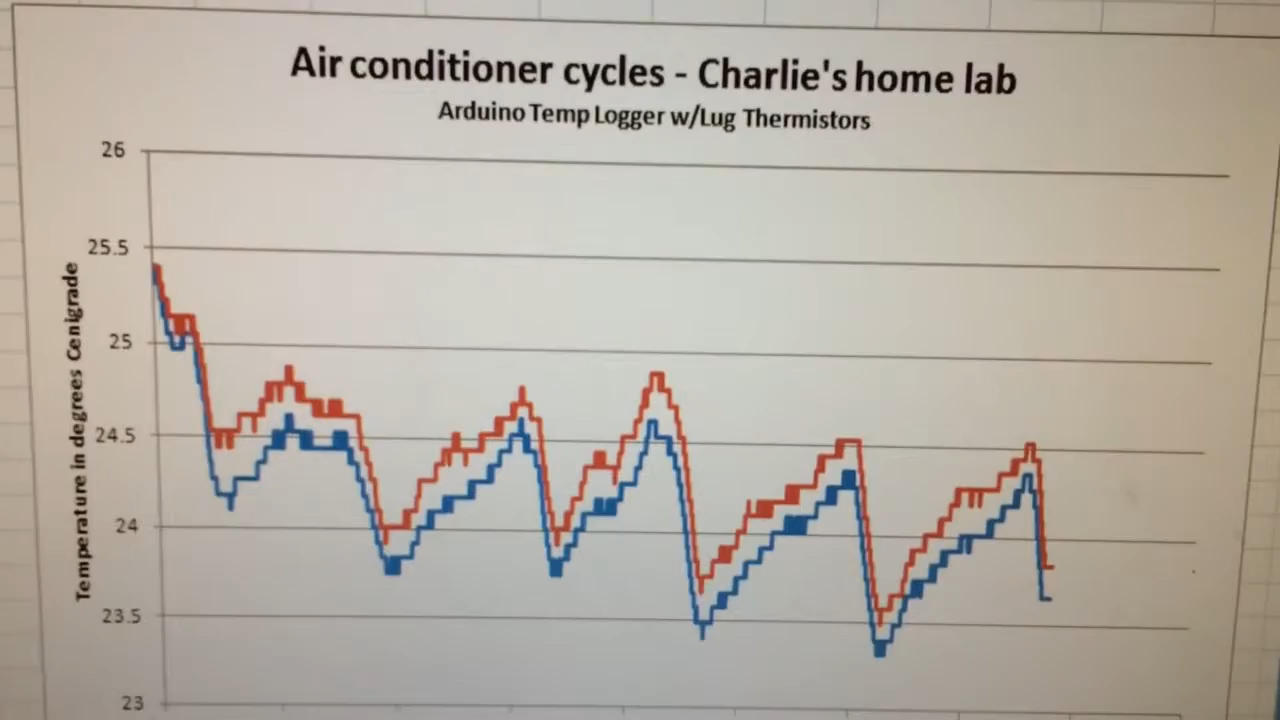 Air conditioner cycles - Charlie's home lab
Arduino Temp Logger w/Lug Thermistors
Temperature in degrees Cenigrade
26
25.5
25
24.5
24
23.5
23